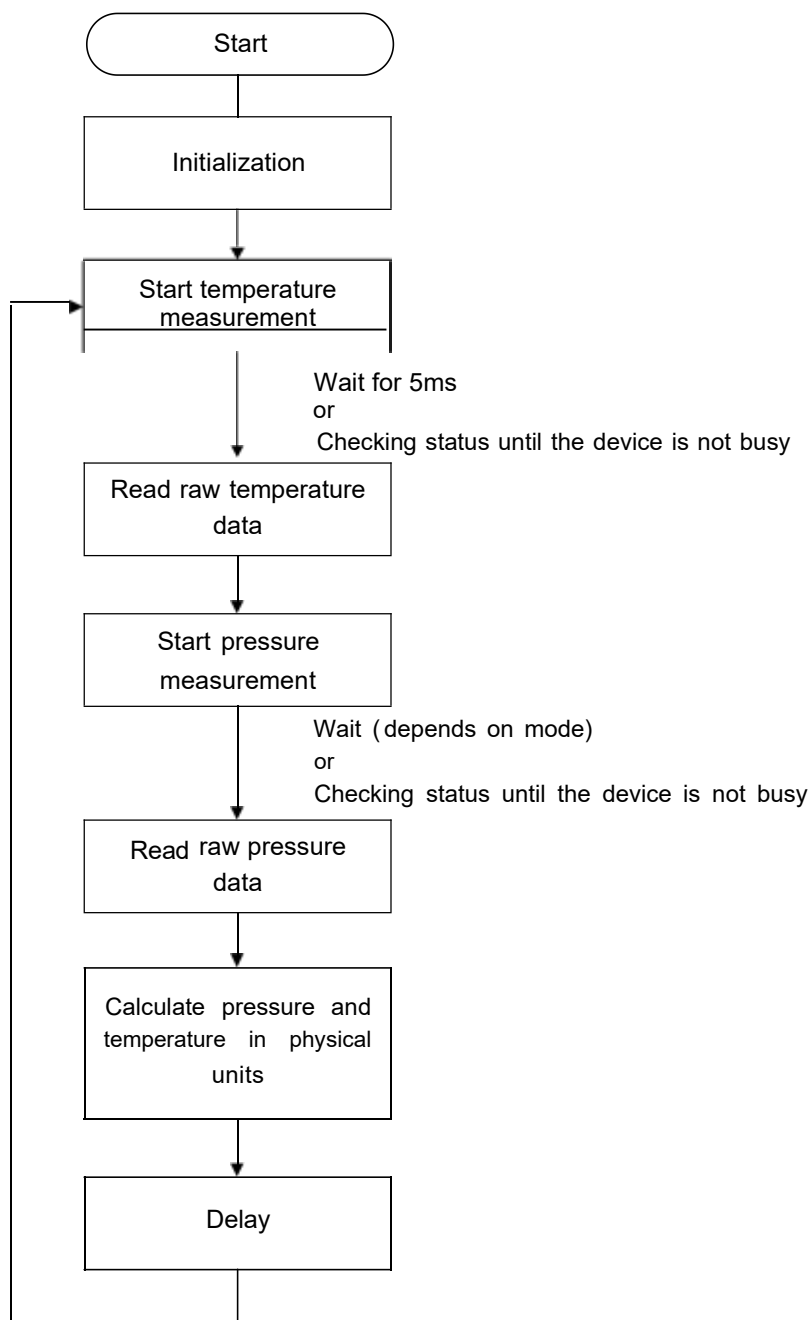 Start
Initialization
Start temperature
measurement
Wait for 5ms
or
Checking status until the device is not busy
Read raw temperature
data
Start pressure
measurement
Wait (depends on mode)
or
Checking status until the device is not busy
Read raw pressure
data
Calculate pressure and
temperature in physical
units
Delay